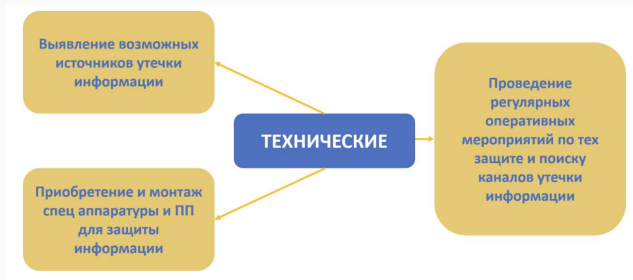 Выявление возможных
источников утечки
информации
ТЕХНИЧЕСКИЕ
Проведение
регулярных
оперативных
мероприятий по тех
защите и поиску
каналов утечки
информации
Приобретение и монтаж
спец аппаратуры и ПП
для защиты
информации